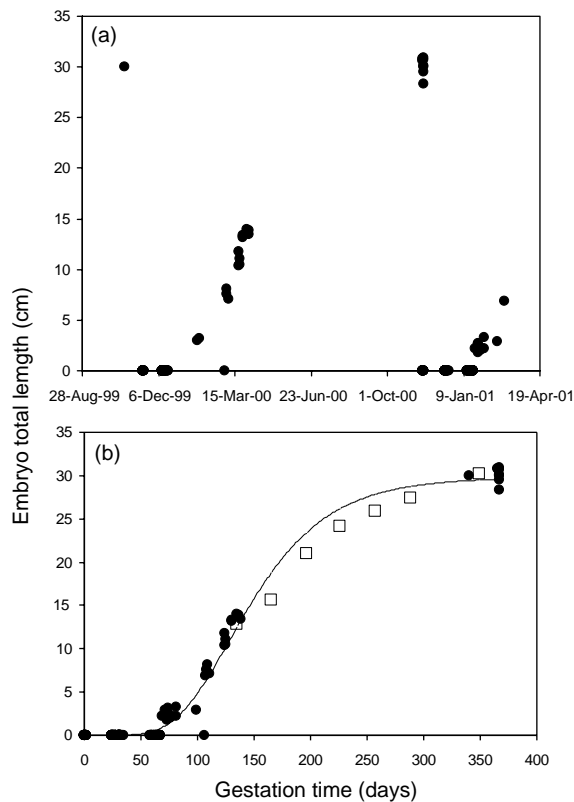 (a)
35
30
25
20
15
10
5
0
28-Aug-99 6-Dec-99 15-Mar-00 23-Jun-00 1-Oct-00 9-Jan-01 19-Apr-01
Embryo total length (cm)
(b)
35
30
25
20
15
10
5
0
0 50 100 150 200 250 300 350 400
Gestation time (days)